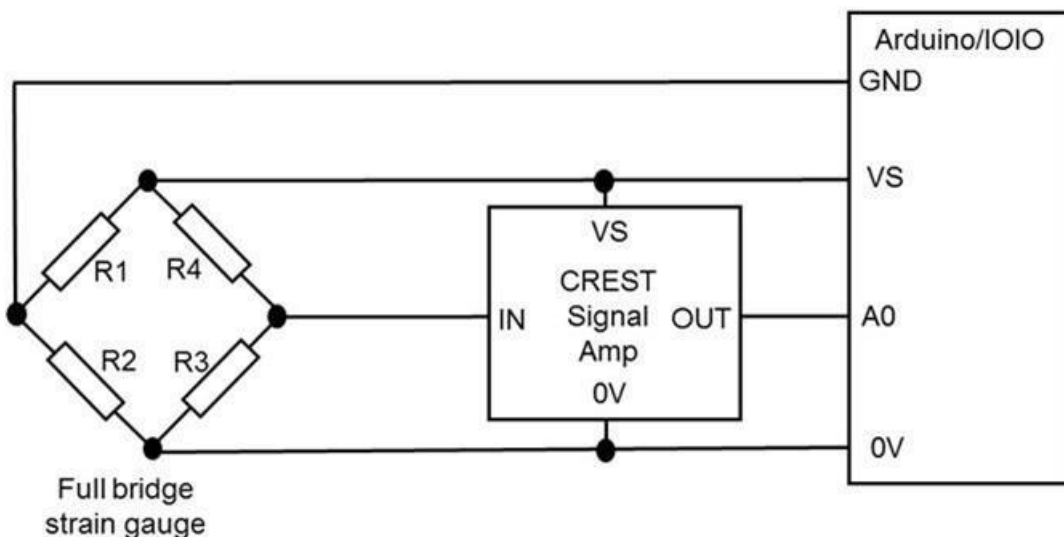 Arduino/IOIO
GND
VS
A0
0V
R1
R4
R2
R3
VS
CREST
Signal
Amp
0V
IN
OUT
Full bridge
strain gauge